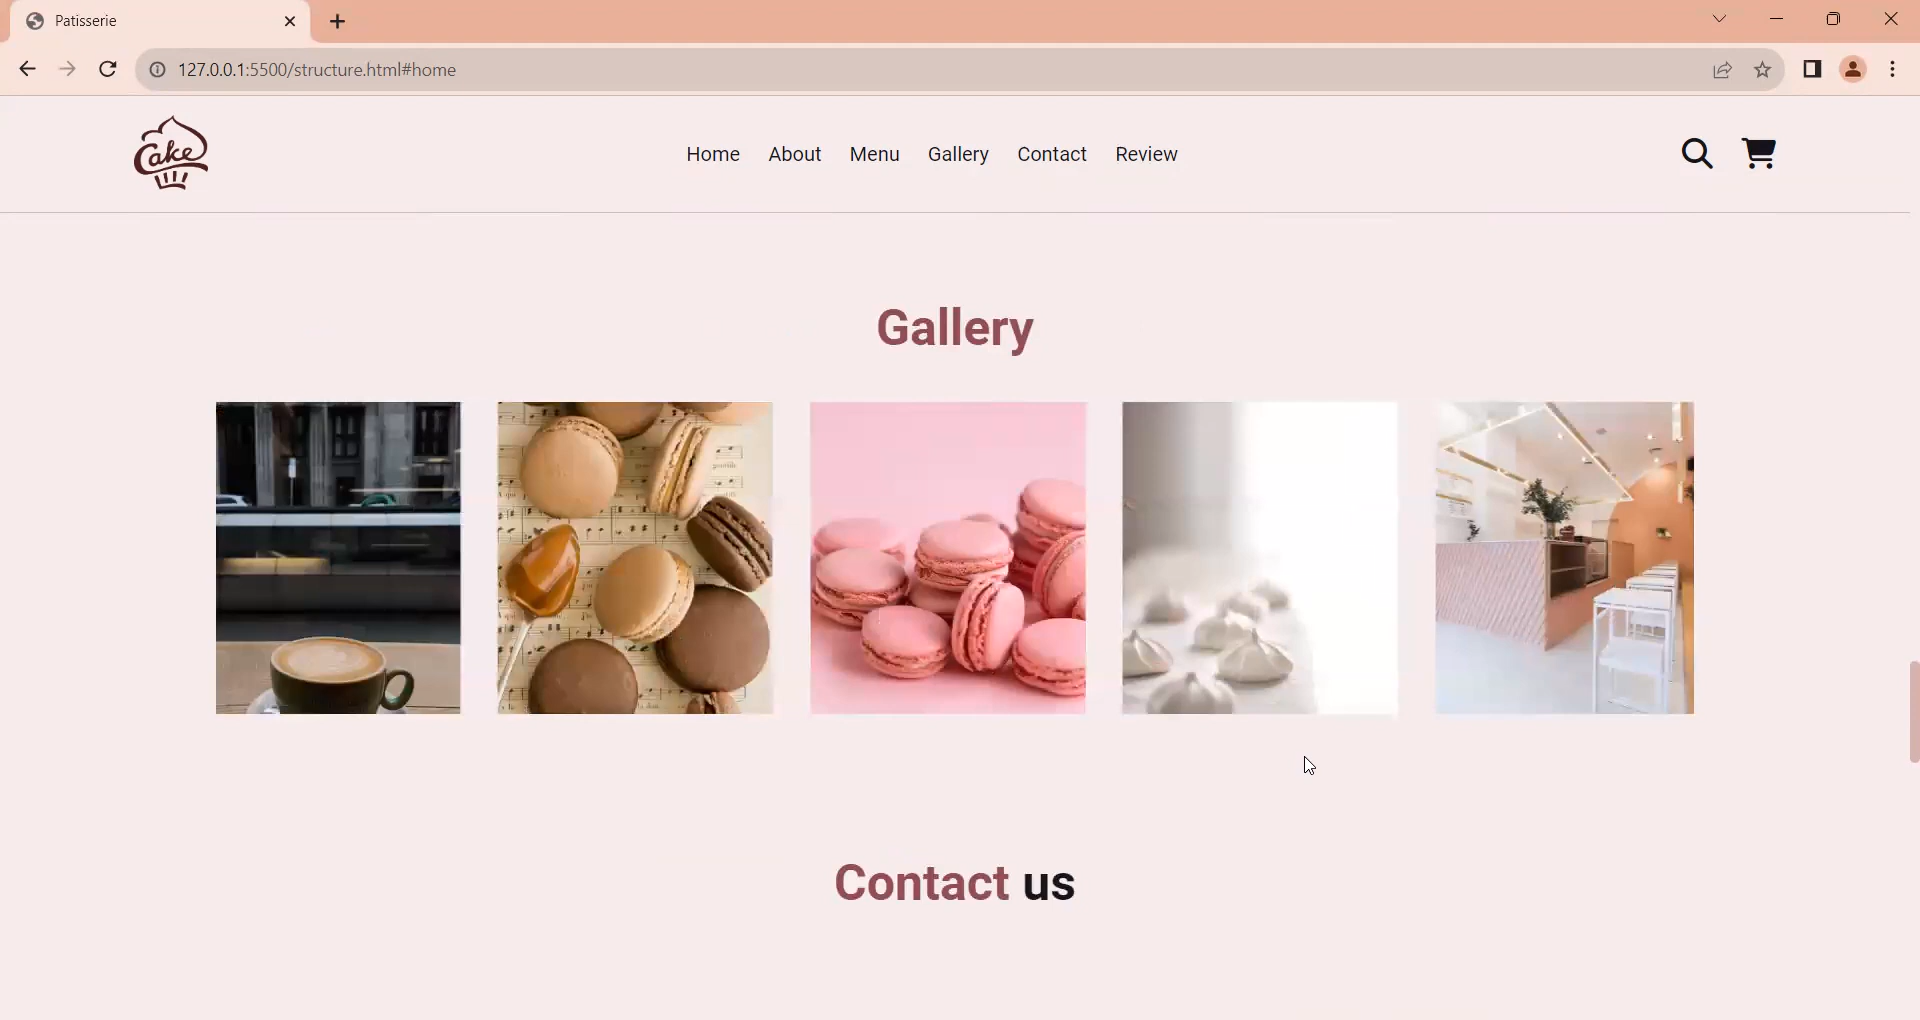 Patisserie
127.0.0.1:5500/structure.html#home
Cake
Home About Menu Gallery Contact Review
Gallery
Contact us